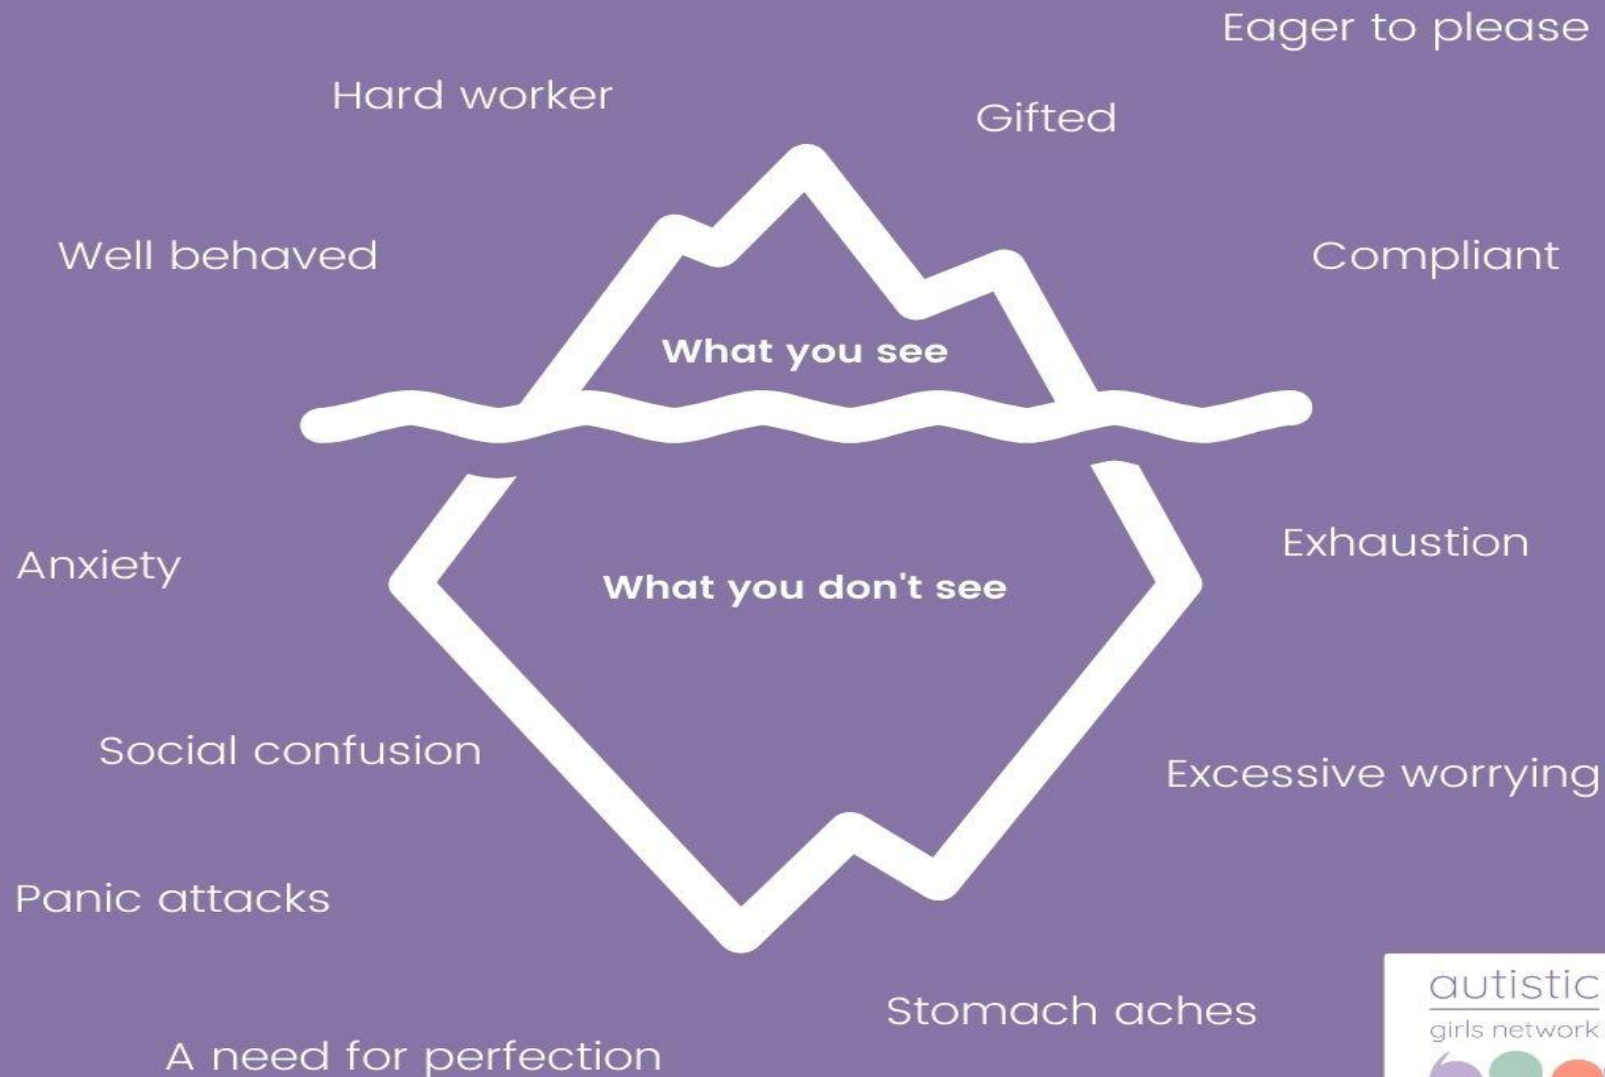 Eager to please
Hard worker
Gifted
Well behaved
Compliant
What you see
Anxiety
Exhaustion
What you don't see
Social confusion
Excessive worrying
Panic attacks
Stomach aches
A need for perfection
autistic
girls network